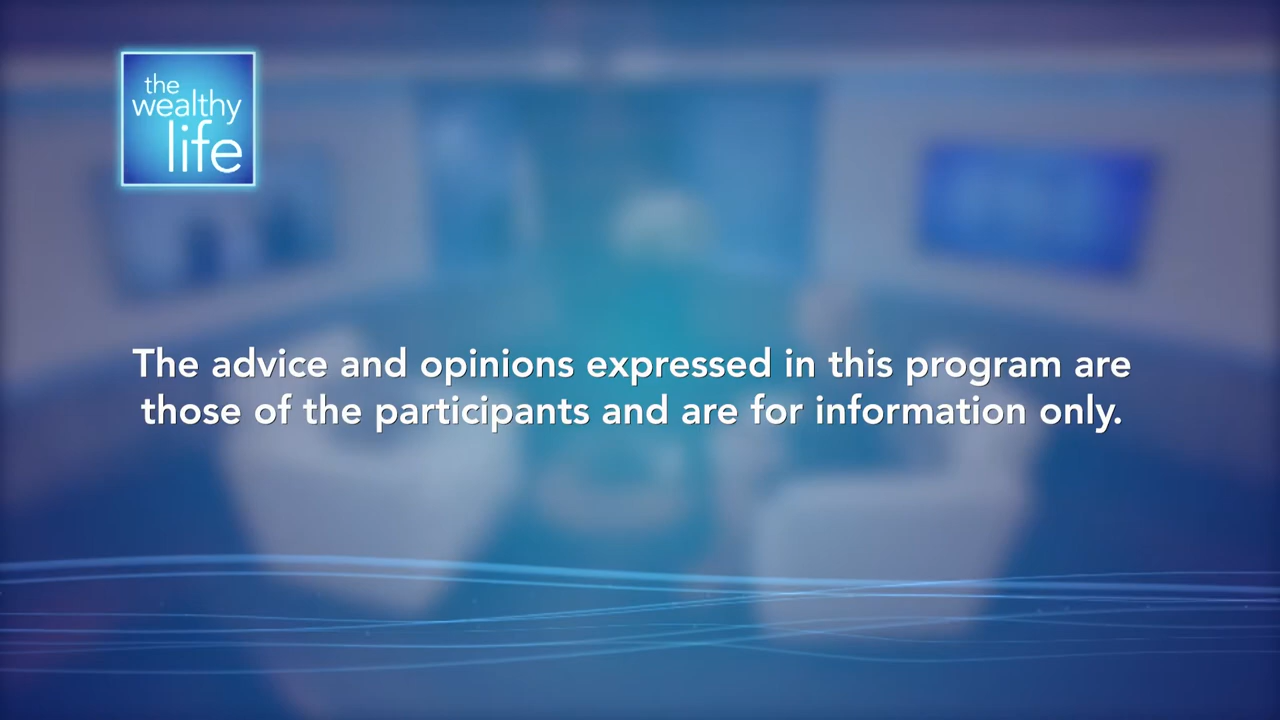 the
wealthy
life
The advice and opinions expressed in this program are
those of the participants and are for information only.